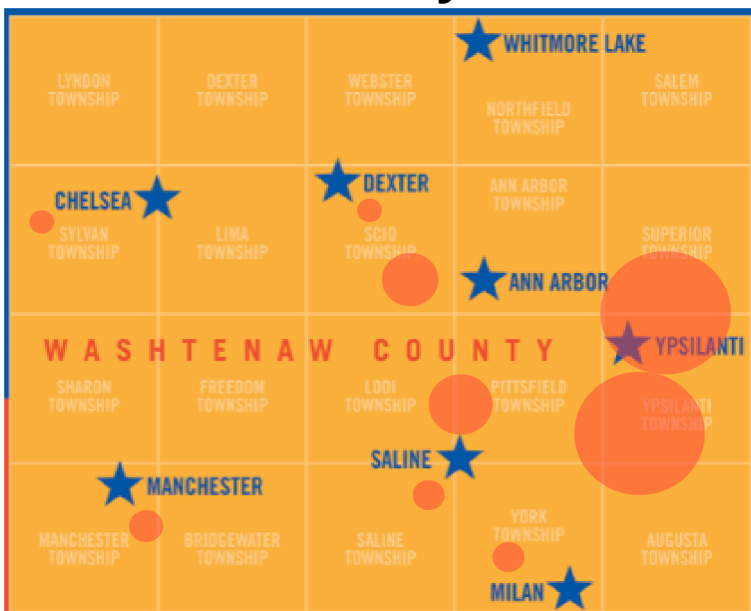 WHITMORE LAKE
LYNDON
TOWNSHIP
DEXTER
TOWNSHIP
WEBSTER
TOWNSHIP
NORTHFIELD
TOWNSHIP
SALEM
TOWNSHIP
CHELSEA
DEXTER
ANN ARBOR
TOWNSHIP
SYLVAN
TOWNSHIP
LIMA
TOWNSHIP
SCIO
TOWNSHIP
SUPERIOR
TOWNSHIP
ANN ARBOR
WASHTENAW COUNTY
YPSILANTI
SHARON
TOWNSHIP
FREEDOM
TOWNSHIP
LODI
TOWNSHIP
PITTSFIELD
TOWNSHIP
YPSILANTI
TOWNSHIP
SALINE
MANCHESTER
MANCHESTER
TOWNSHIP
BRIDGEWATER
TOWNSHIP
SALINE
TOWNSHIP
YORK
TOWNSHIP
AUGUSTA
TOWNSHIP
MILAN